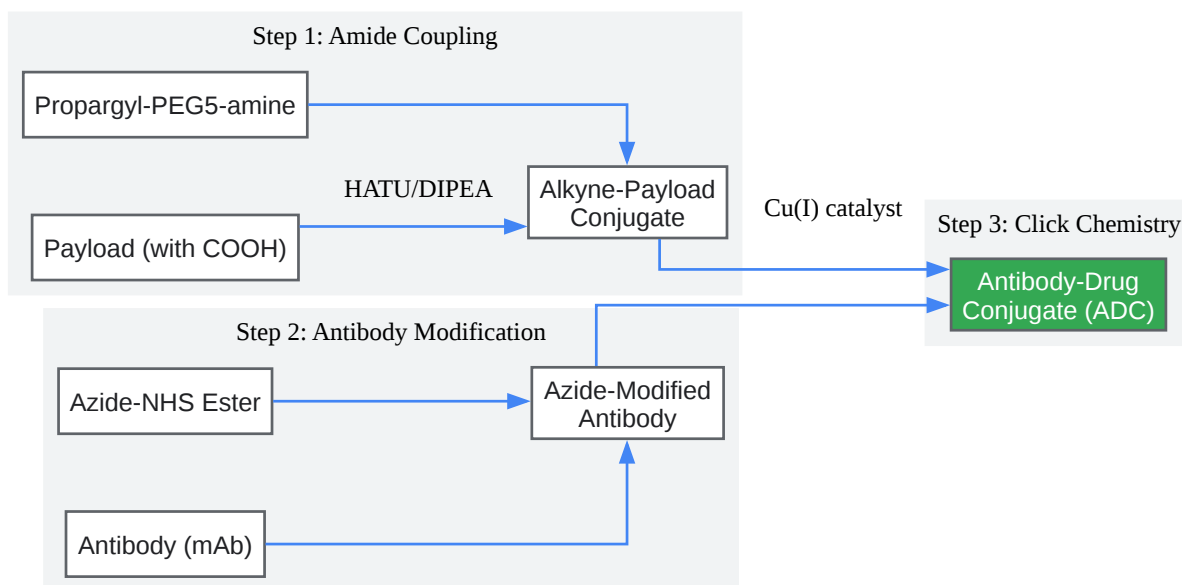 Step 1: Amide Coupling
Propargyl-PEG5-amine
HATU/DIPEA
Payload (with COOH)
Alkyne-Payload
Conjugate
Cu(I) catalyst
Step 2: Antibody Modification
Azide-NHS Ester
Azide-Modified
Antibody
Antibody (mAb)
Step 3: Click Chemistry
Antibody-Drug
Conjugate (ADC)